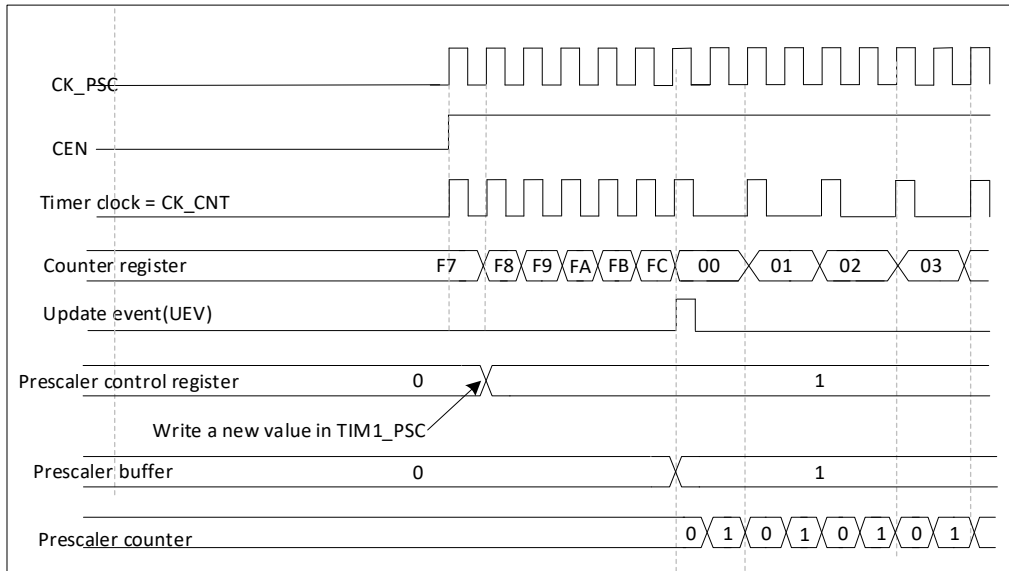 CK_PSC
CEN
Timer clock = CK_CNT
Counter register F7 F8 F9 FA FB FC 00 01 02 03
Update event(UEV)
Prescaler control register 0 1
Write a new value in TIM1_PSC
Prescaler buffer 0 1
Prescaler counter 0 1 0 1 0 1 0 1